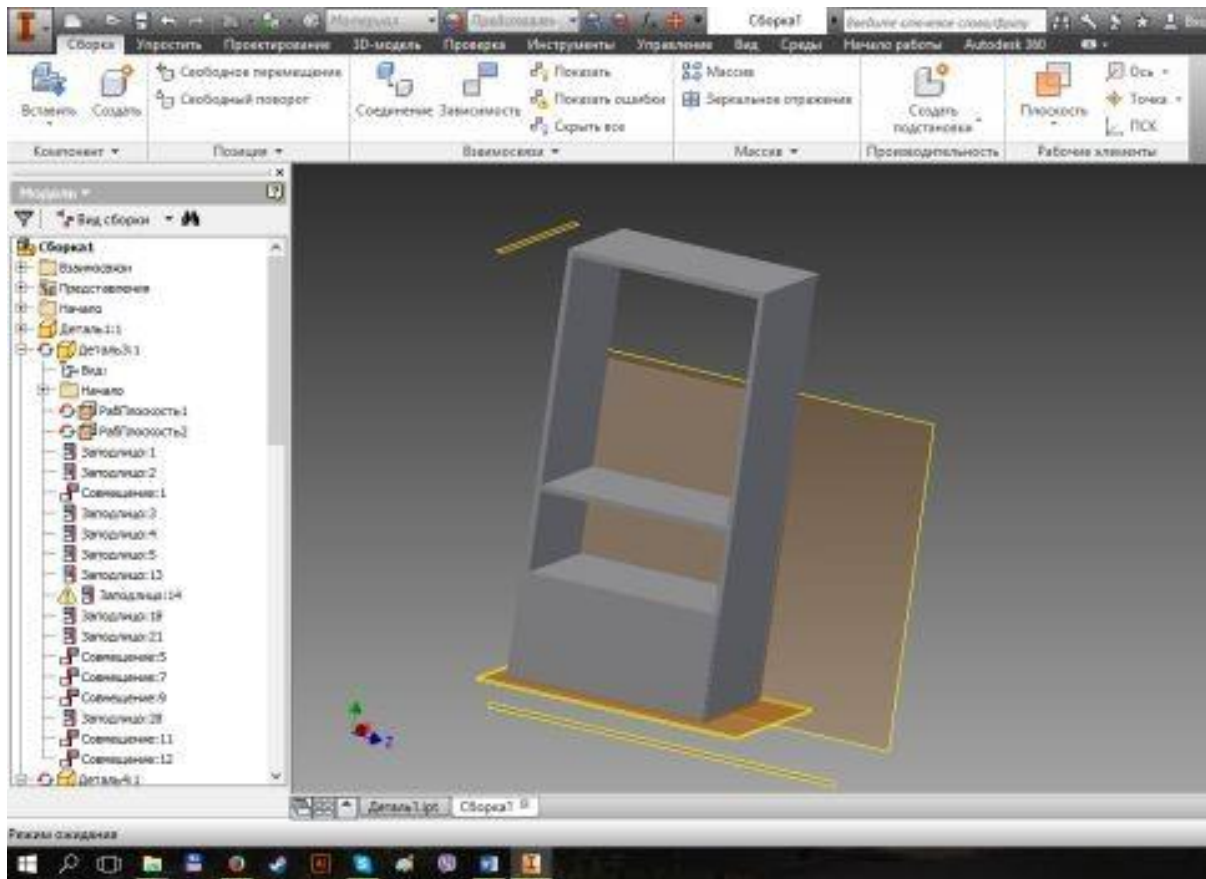 Материал
Сборка1
Введите ключевое слово/фразу
Сборка Упростить Проектирование 3D-модель Проверка Инструменты Управление Вид Среды Начало работы Autodesk 360
Вставить
Создать
Свободное перемещение
Свободный поворот
Соединение
Зависимость
Показать
Показать ошибки
Скрыть все
Массив
Зеркальное отражение
Создать
подстановки
Плоскость
Ось
Точка
ПСК
Компонент
Позиция
Взаимосвязи
Массив
Производительность
Рабочие элементы
Модель
Вид сборки
Сборка1
Взаимосвязи
Представления
Начало
Деталь1:1
Деталь3:1
Вид:
Начало
РабПлоскость1
РабПлоскость2
Заподлицо:1
Заподлицо:2
Совмещение:1
Заподлицо:3
Заподлицо:4
Заподлицо:5
Заподлицо:13
Заподлицо:14
Заподлицо:21
Совмещение:5
Совмещение:7
Совмещение:9
Заподлицо:28
Совмещение:11
Совмещение:12
Деталь4:1
Z
Деталь1.ipt
Сборка1
Режим ожидания